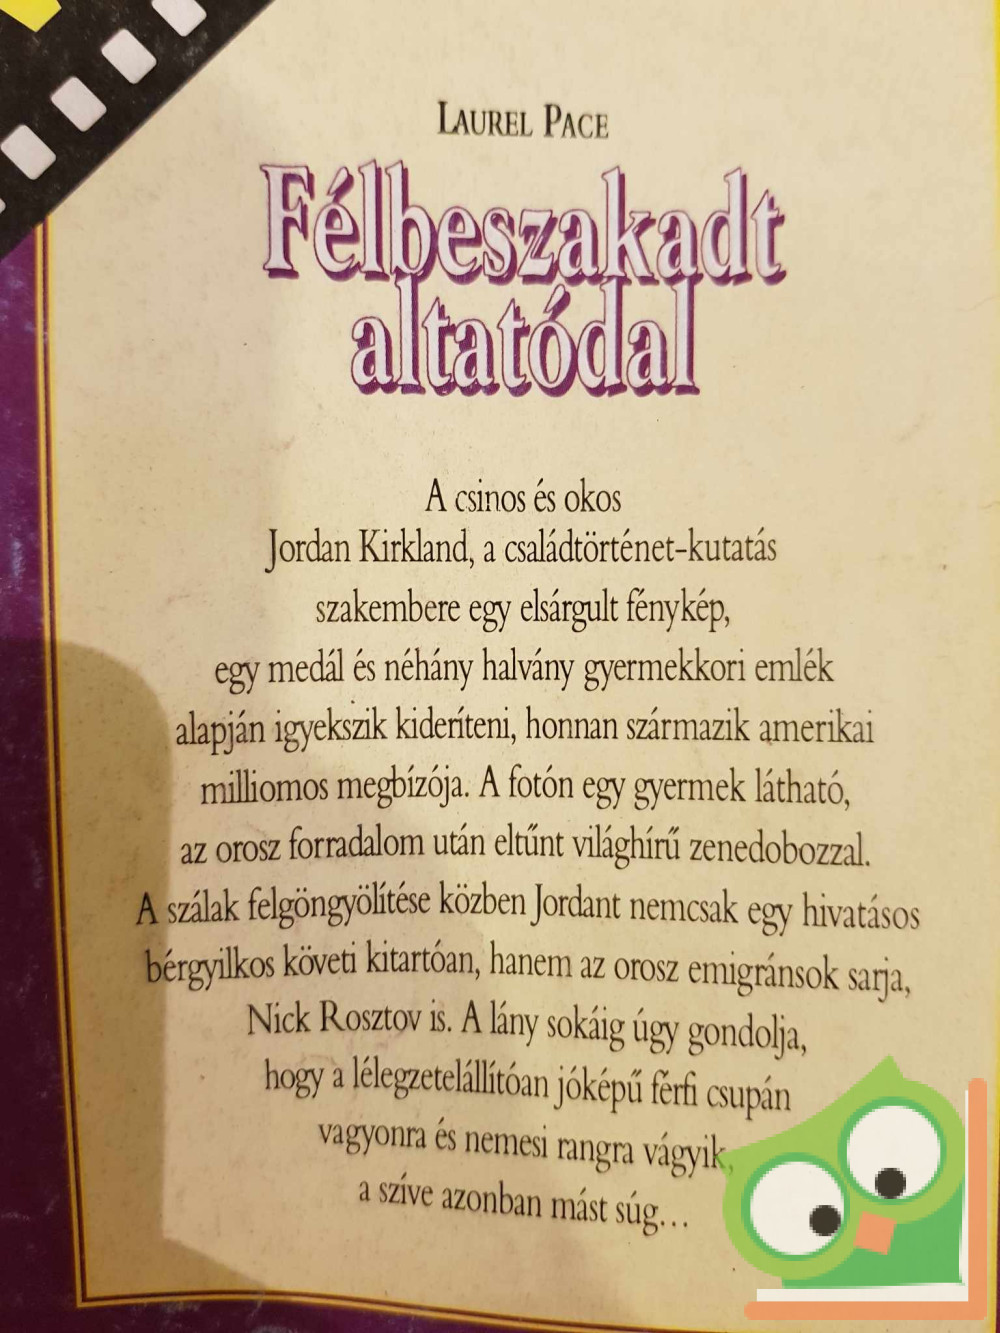 LAUREL PACE
Félbeszakadt
altatódal
A csinos és okos
Jordan Kirkland, a családtörténet-kutatás
szakembere egy elsárgult fénykép,
egy medál és néhány halvány gyermekkori emlék
alapján igyekszik kideríteni, honnan származik amerikai
milliomos megbízója. A fotón egy gyermek látható,
az orosz forradalom után eltűnt világhírű zenedobozzal.
A szálak felgöngyölítése közben Jordant nemcsak egy hivatásos
bérgyilkos követi kitartóan, hanem az orosz emigránsok sarja,
Nick Rosztov is. A lány sokáig úgy gondolja,
hogy a lélegzetelállítóan jóképű férfi csupán
vagyonra és nemesi rangra vágyik,
a szíve azonban mást súg...